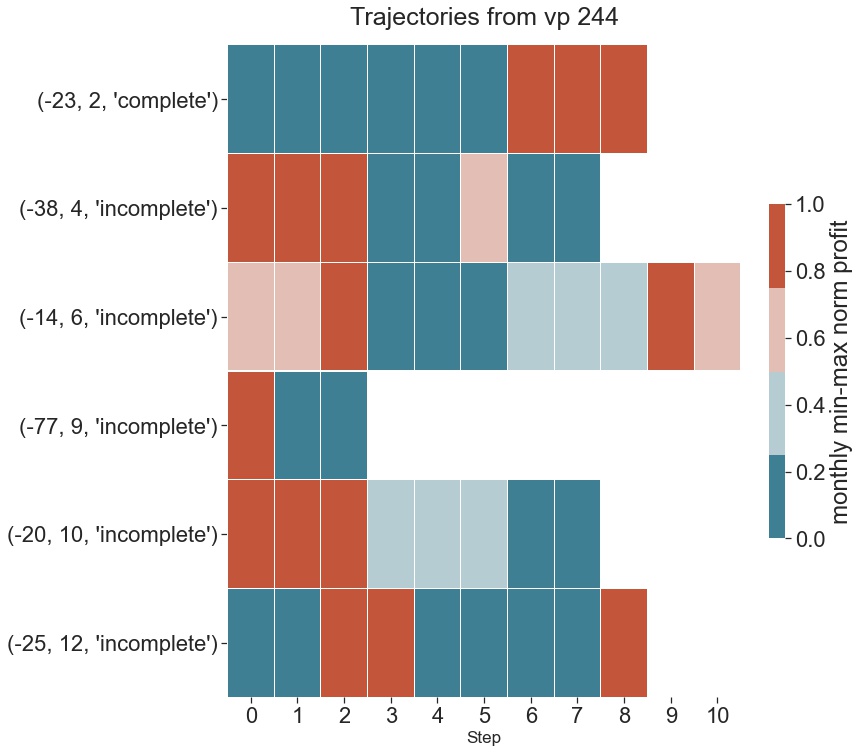 Trajectories from vp 244
(-23, 2, 'complete')
(-38, 4, 'incomplete')
(-14, 6, 'incomplete')
(-77, 9, 'incomplete')
(-20, 10, 'incomplete')
(-25, 12, 'incomplete')
0 1 2 3 4 5 6 7 8 9 10
Step
1.0
0.8
0.6
0.4
0.2
0.0
monthly min-max norm profit